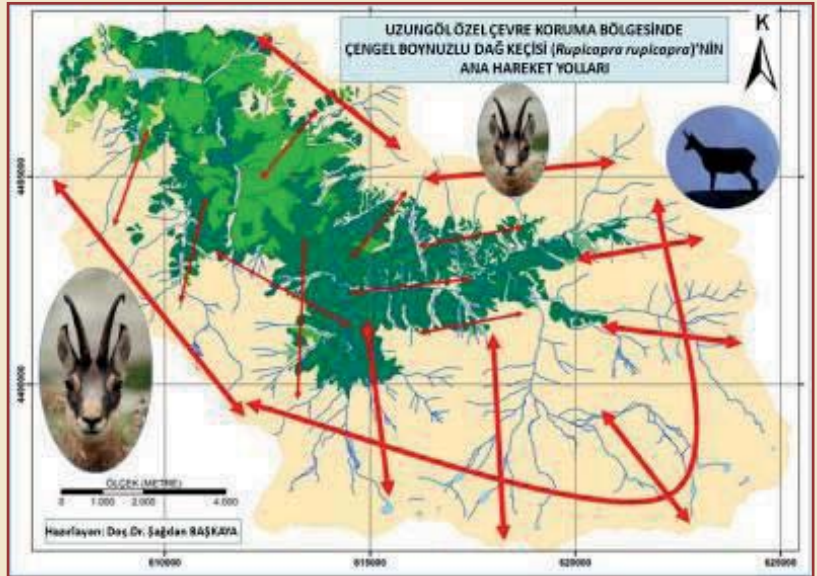 UZUNGÖL ÖZEL ÇEVRE KORUMA BÖLGESİNDE
ÇENGEL BOYNUZLU DAĞ KEÇİSİ (Rupicapra rupicapra)'NİN
ANA HAREKET YOLLARI
K
4495000
4490000
ÖLÇEK (METRE)
0 1.000 2.000 4.000
Hazırlayan: Doç.Dr. Şağdan BAŞKAYA
610000 615000 620000 625000